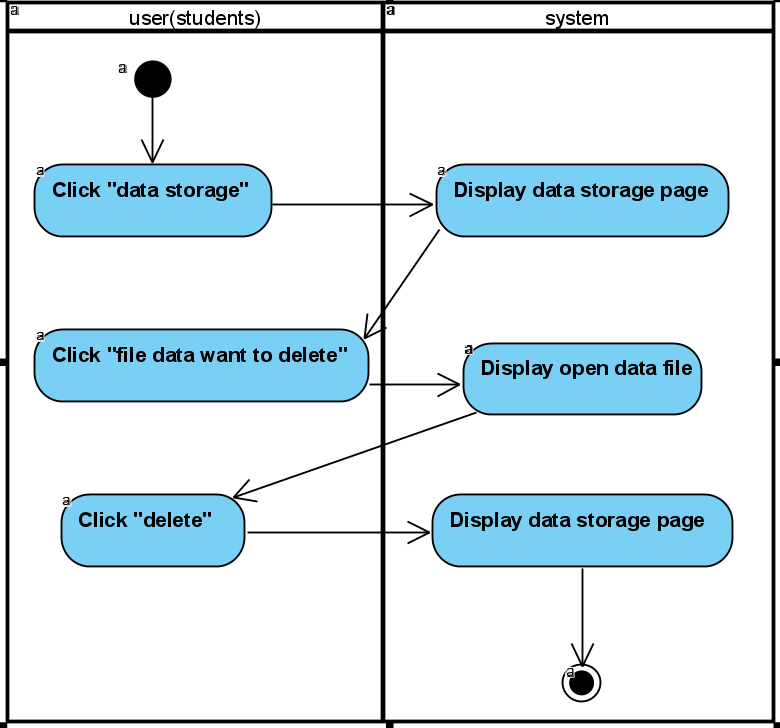 a
user(students)
a
system
a
a
Click "data storage"
a
Display data storage page
a
Click "file data want to delete"
a
Display open data file
a
Click "delete"
Display data storage page
a